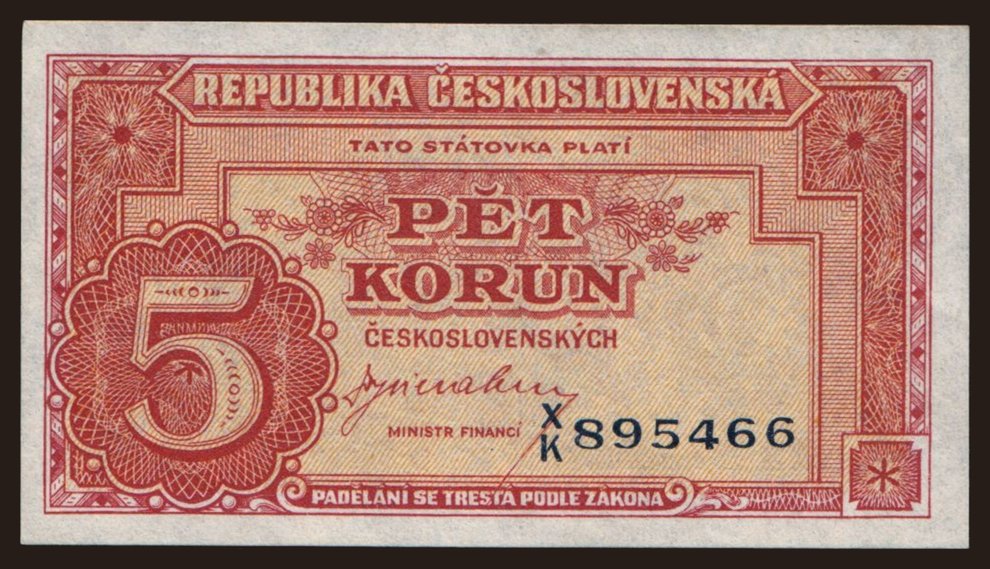 REPUBLIKA ČESKOSLOVENSKÁ
TATO STÁTOVKA PLATÍ
PĚT
KORUN
ČESKOSLOVENSKÝCH
5
MINISTR FINANCÍ
X/K 895466
PADĚLÁNÍ SE TRESTÁ PODLE ZÁKONA